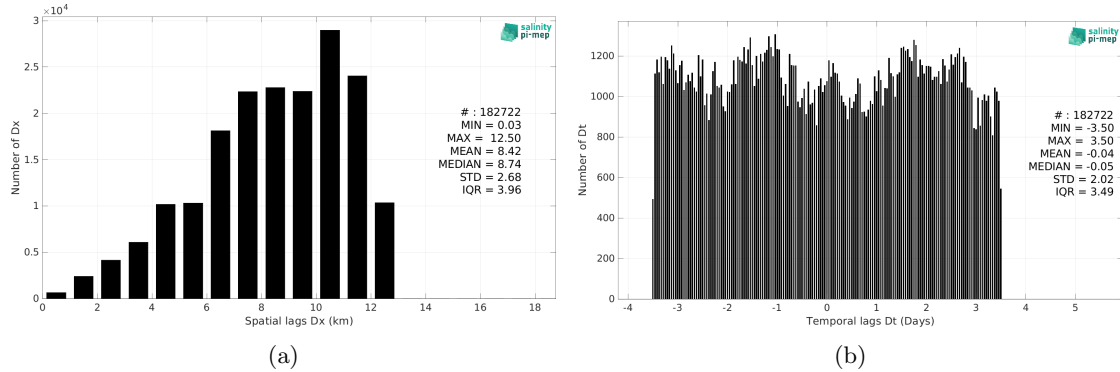 ×10⁴
3
2.5
2
1.5
1
0.5
0
0 2 4 6 8 10 12 14 16 18
Number of Dx
Spatial lags Dx (km)
salinity
pi-mep
# : 182722
MIN = 0.03
MAX = 12.50
MEAN = 8.42
MEDIAN = 8.74
STD = 2.68
IQR = 3.96
(a)
1200
1000
800
600
400
200
0
-4 -3 -2 -1 0 1 2 3 4 5
Number of Dt
Temporal lags Dt (Days)
salinity
pi-mep
# : 182722
MIN = -3.50
MAX = 3.50
MEAN = -0.04
MEDIAN = -0.05
STD = 2.02
IQR = 3.49
(b)